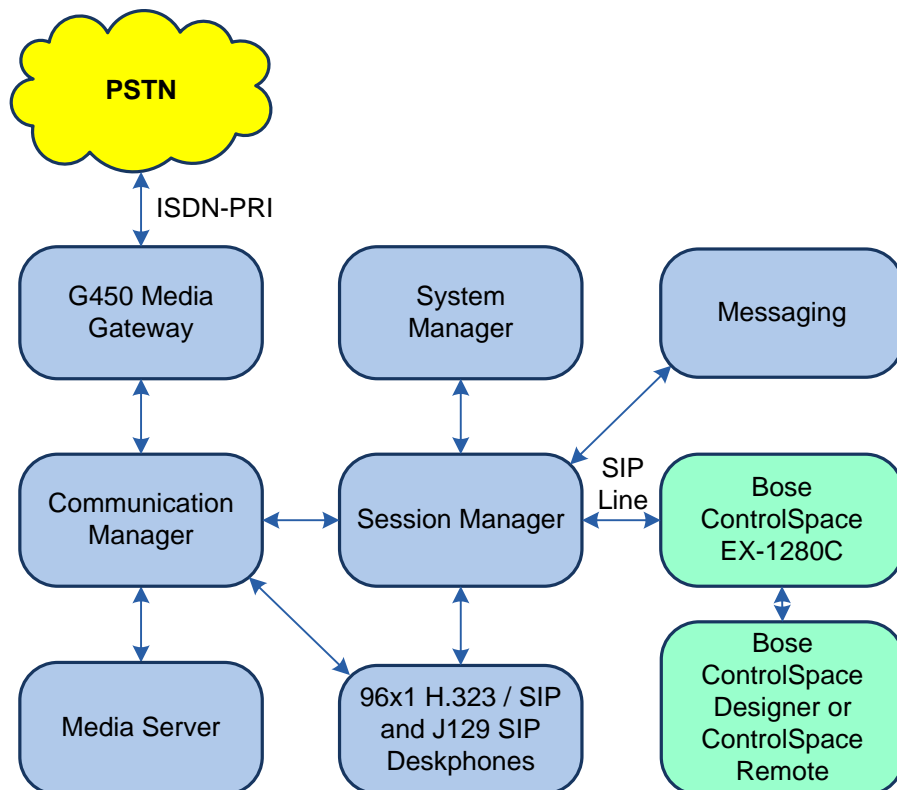 PSTN
ISDN-PRI
G450 Media
Gateway
System
Manager
Messaging
Communication
Manager
Session Manager
SIP
Line
Bose
ControlSpace
EX-1280C
Media Server
96x1 H.323 / SIP
and J129 SIP
Deskphones
Bose
ControlSpace
Designer or
ControlSpace
Remote